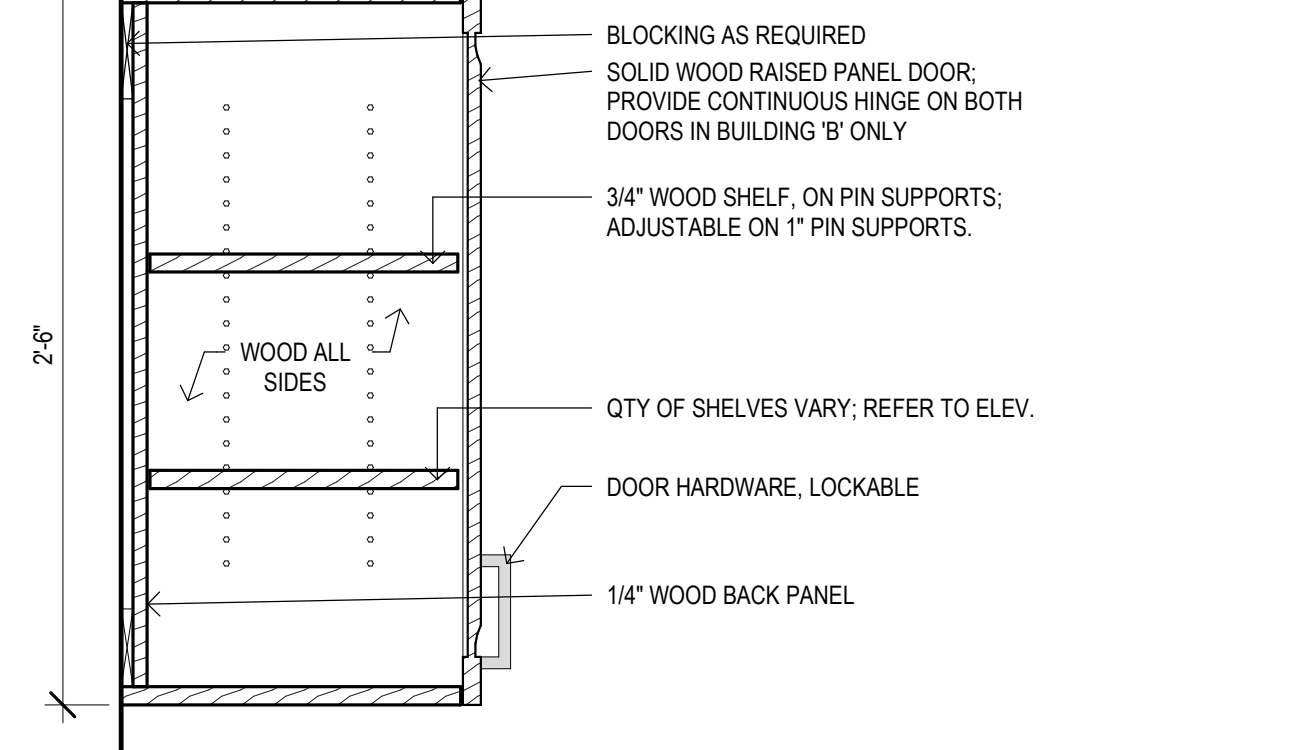 BLOCKING AS REQUIRED
SOLID WOOD RAISED PANEL DOOR;
PROVIDE CONTINUOUS HINGE ON BOTH
DOORS IN BUILDING 'B' ONLY
3/4" WOOD SHELF, ON PIN SUPPORTS;
ADJUSTABLE ON 1" PIN SUPPORTS.
2'-6"
WOOD ALL
SIDES
QTY OF SHELVES VARY; REFER TO ELEV.
DOOR HARDWARE, LOCKABLE
1/4" WOOD BACK PANEL